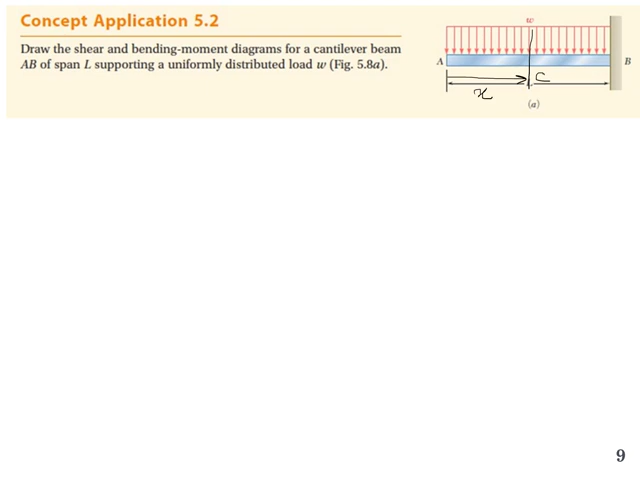 Concept Application 5.2
Draw the shear and bending-moment diagrams for a cantilever beam
AB of span L supporting a uniformly distributed load w (Fig. 5.8a).
w
A
B
C
x
(a)
9